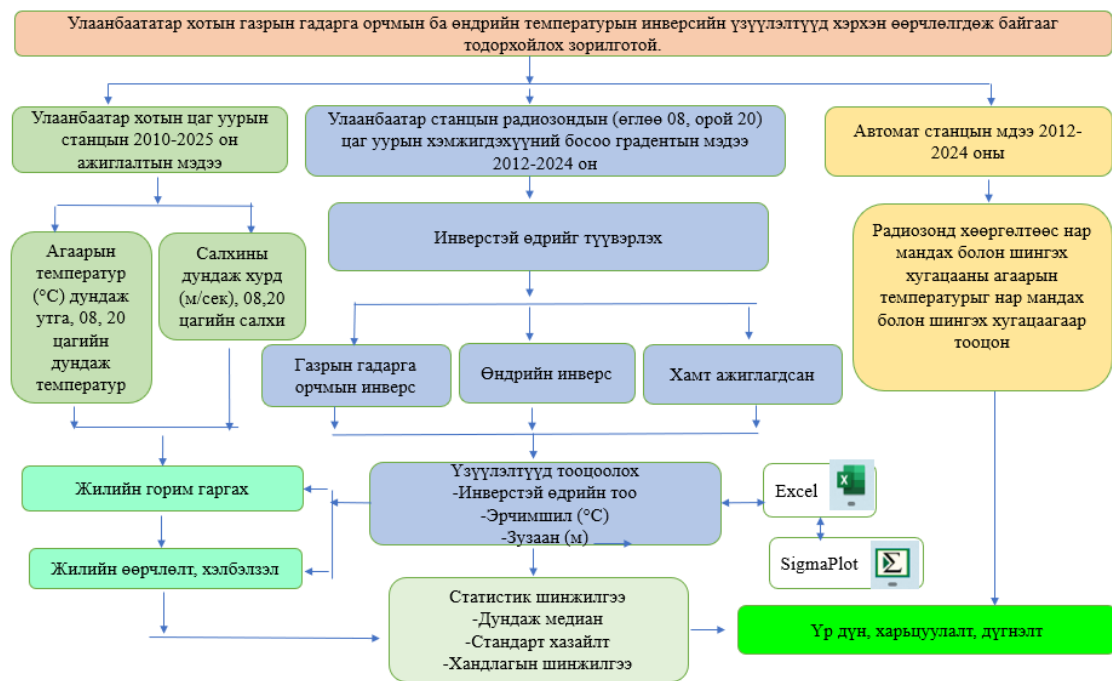 Улаанбаататар хотын газрын гадарга орчмын ба өндрийн температурын инверсийн үзүүлэлтүүд хэрхэн өөрчлөлгдөж байгааг
тодорхойлох зорилготой.
Улаанбаатар хотын цаг уурын
станцын 2010-2025 он
ажиглалтын мэдээ
Улаанбаатар станцын радиозондын (өглөө 08, орой 20)
цаг уурын хэмжигдэхүүний босоо градентын мэдээ
2012-2024 он
Автомат станцын мдээ 2012-
2024 оны
Агаарын
температур
(°C) дундаж
утга, 08, 20
цагийн
дундаж
температур
Салхины
дундаж хурд
(м/сек), 08,20
цагийн салхи
Инверстэй өдрийг түүвэрлэх
Радиозонд хөөргөлтөөс нар
мандах болон шингэх
хугацааны агаарын
температурыг нар мандах
болон шингэх хугацаагаар
тооцон
Газрын гадарга
орчмын инверс
Өндрийн инверс
Хамт ажиглагдсан
Жилийн горим гаргах
Үзүүлэлтүүд тооцоолох
-Инверстэй өдрийн тоо
-Эрчимшил (°C)
-Зузаан (м)
Excel
SigmaPlot
Жилийн өөрчлөлт, хэлбэлзэл
Статистик шинжилгээ
-Дундаж медиан
-Стандарт хазайлт
-Хандлагын шинжилгээ
Үр дүн, харьцуулалт, дүгнэлт